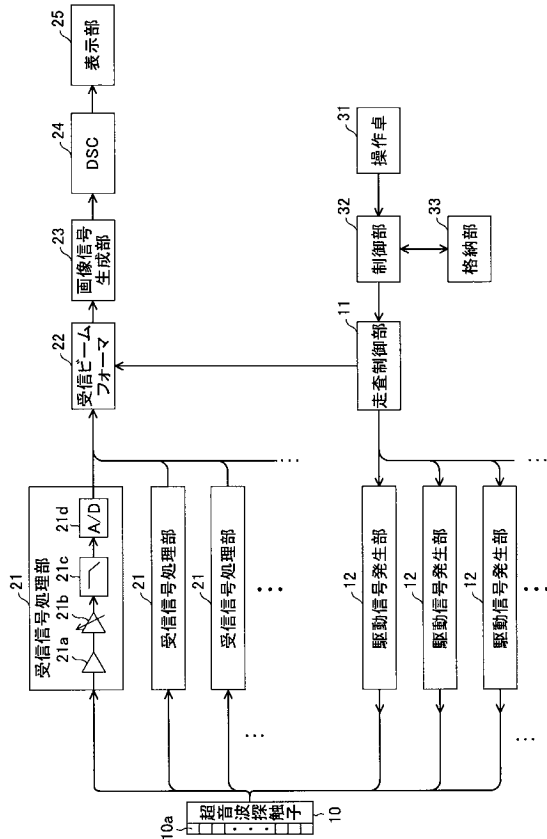 10a
超音波探触子
10
21
受信信号処理部
21a
21b
21c
21d
A/D
21
受信信号処理部
21
受信信号処理部
22
受信ビーム
フォーマ
23
画像信号
生成部
24
DSC
25
表示部
12
駆動信号発生部
12
駆動信号発生部
12
駆動信号発生部
11
走査制御部
32
制御部
31
操作卓
33
格納部